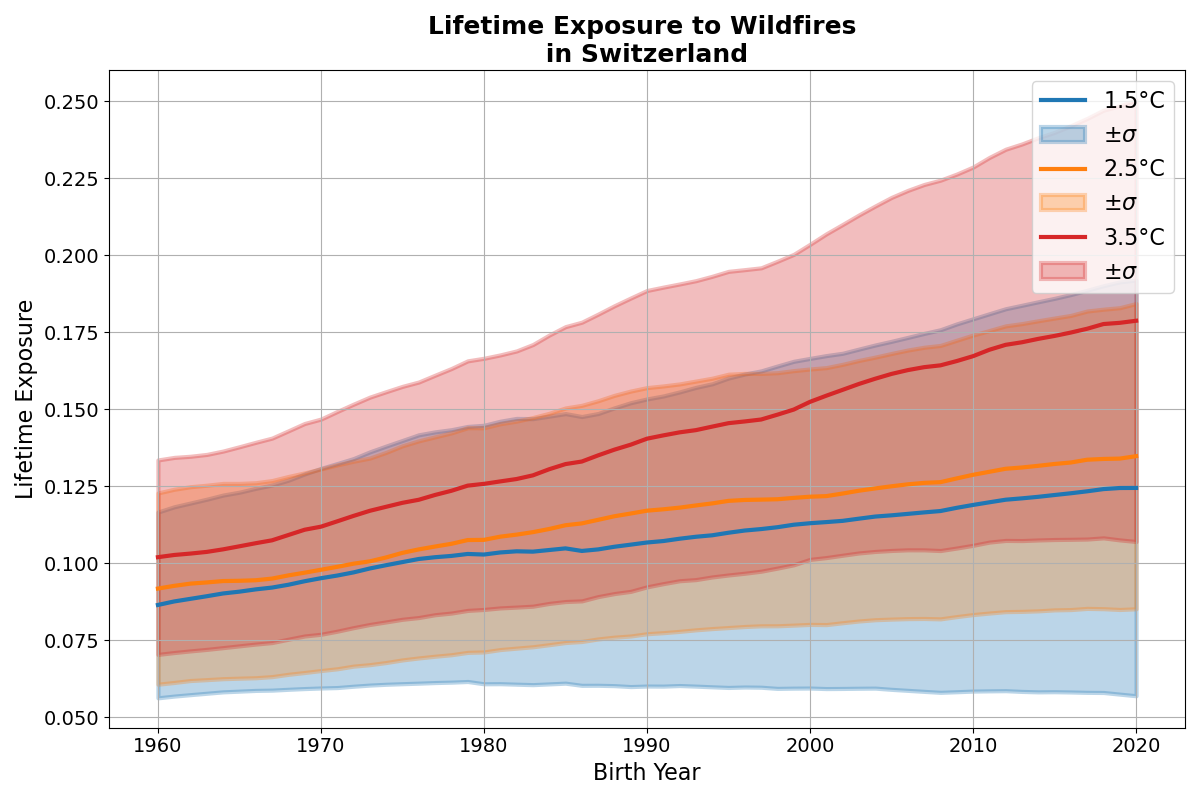 Lifetime Exposure to Wildfires
in Switzerland
0.250
0.225
0.200
0.175
0.150
0.125
0.100
0.075
0.050
Lifetime Exposure
1.5°C
±σ
2.5°C
±σ
3.5°C
±σ
1960 1970 1980 1990 2000 2010 2020
Birth Year